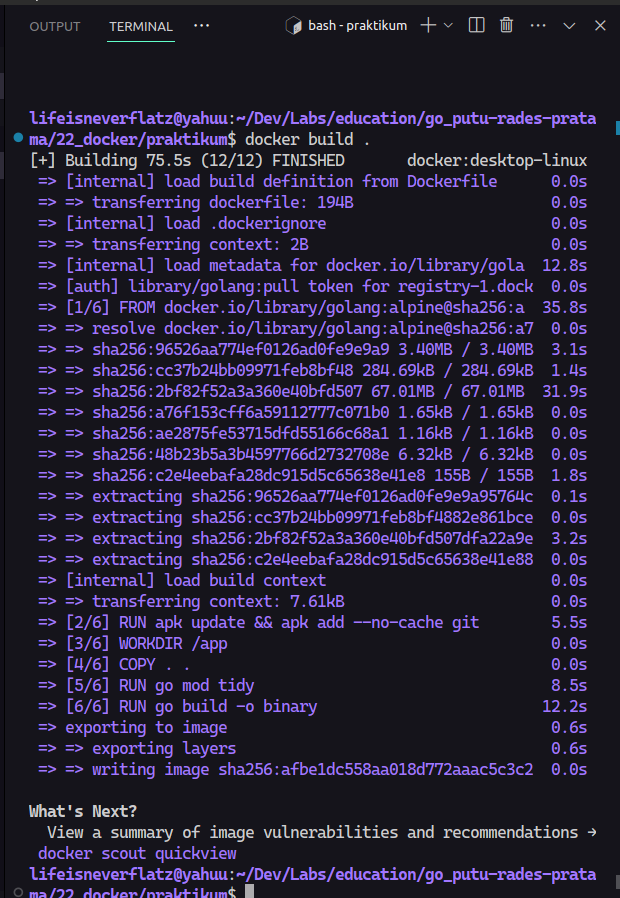 OUTPUT TERMINAL ··· bash - praktikum
lifeisneverflatz@yahuu:~/Dev/Labs/education/go_putu-rades-prata
ma/22_docker/praktikum$ docker build .
[+] Building 75.5s (12/12) FINISHED docker:desktop-linux
=> [internal] load build definition from Dockerfile 0.0s
=> => transferring dockerfile: 194B 0.0s
=> [internal] load .dockerignore 0.0s
=> => transferring context: 2B 0.0s
=> [internal] load metadata for docker.io/library/gola 12.8s
=> [auth] library/golang:pull token for registry-1.dock 0.0s
=> [1/6] FROM docker.io/library/golang:alpine@sha256:a 35.8s
=> => resolve docker.io/library/golang:alpine@sha256:a7 0.0s
=> => sha256:96526aa774ef0126ad0fe9e9a9 3.40MB / 3.40MB 3.1s
=> => sha256:cc37b24bb09971feb8bf48 284.69kB / 284.69kB 1.4s
=> => sha256:2bf82f52a3a360e40bfd507 67.01MB / 67.01MB 31.9s
=> => sha256:a76f153cff6a59112777c071b0 1.65kB / 1.65kB 0.0s
=> => sha256:ae2875fe53715dfd55166c68a1 1.16kB / 1.16kB 0.0s
=> => sha256:48b23b5a3b4597766d2732708e 6.32kB / 6.32kB 0.0s
=> => sha256:c2e4eebafa28dc915d5c65638e41e8 155B / 155B 1.8s
=> => extracting sha256:96526aa774ef0126ad0fe9e9a95764c 0.1s
=> => extracting sha256:cc37b24bb09971feb8bf4882e861bce 0.0s
=> => extracting sha256:2bf82f52a3a360e40bfd507dfa22a9e 3.2s
=> => extracting sha256:c2e4eebafa28dc915d5c65638e41e88 0.0s
=> [internal] load build context 0.0s
=> => transferring context: 7.61kB 0.0s
=> [2/6] RUN apk update && apk add --no-cache git 5.5s
=> [3/6] WORKDIR /app 0.0s
=> [4/6] COPY . . 0.0s
=> [5/6] RUN go mod tidy 8.5s
=> [6/6] RUN go build -o binary 12.2s
=> exporting to image 0.6s
=> => exporting layers 0.6s
=> => writing image sha256:afbe1dc558aa018d772aaac5c3c2 0.0s
What's Next?
View a summary of image vulnerabilities and recommendations →
docker scout quickview
lifeisneverflatz@yahuu:~/Dev/Labs/education/go_putu-rades-prata
ma/22_docker/praktikum$